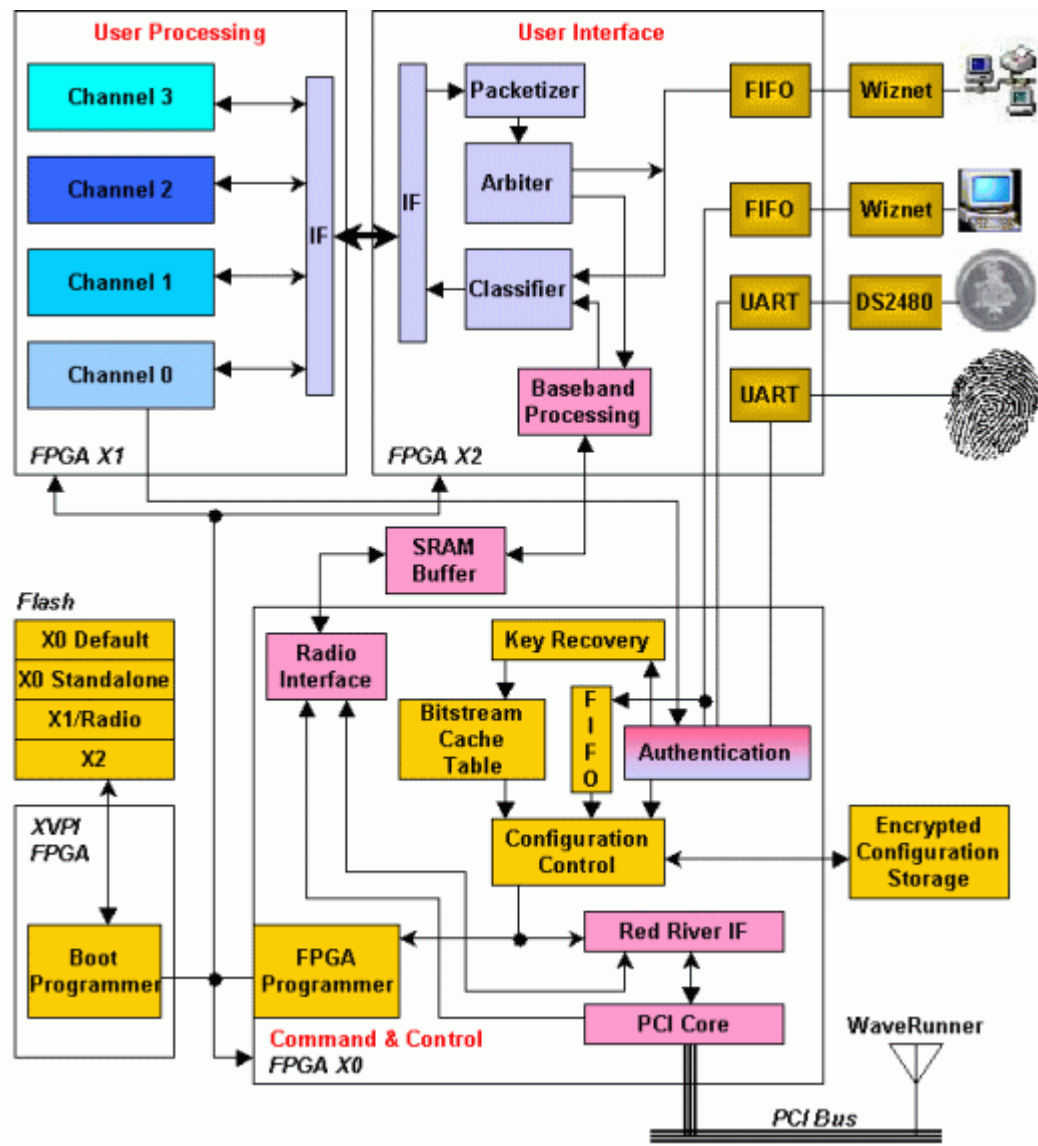 User Processing
Channel 3
Channel 2
Channel 1
Channel 0
IF
FPGA X1
User Interface
IF
Packetizer
Arbiter
Classifier
Baseband
Processing
FPGA X2
FIFO
Wiznet
FIFO
Wiznet
UART
DS2480
UART
SRAM
Buffer
Flash
X0 Default
X0 Standalone
X1/Radio
X2
XVPI
FPGA
Boot
Programmer
Radio
Interface
Key Recovery
Bitstream
Cache
Table
F
I
F
O
Authentication
Configuration
Control
Encrypted
Configuration
Storage
FPGA
Programmer
Red River IF
PCI Core
Command & Control
FPGA X0
WaveRunner
PCI Bus